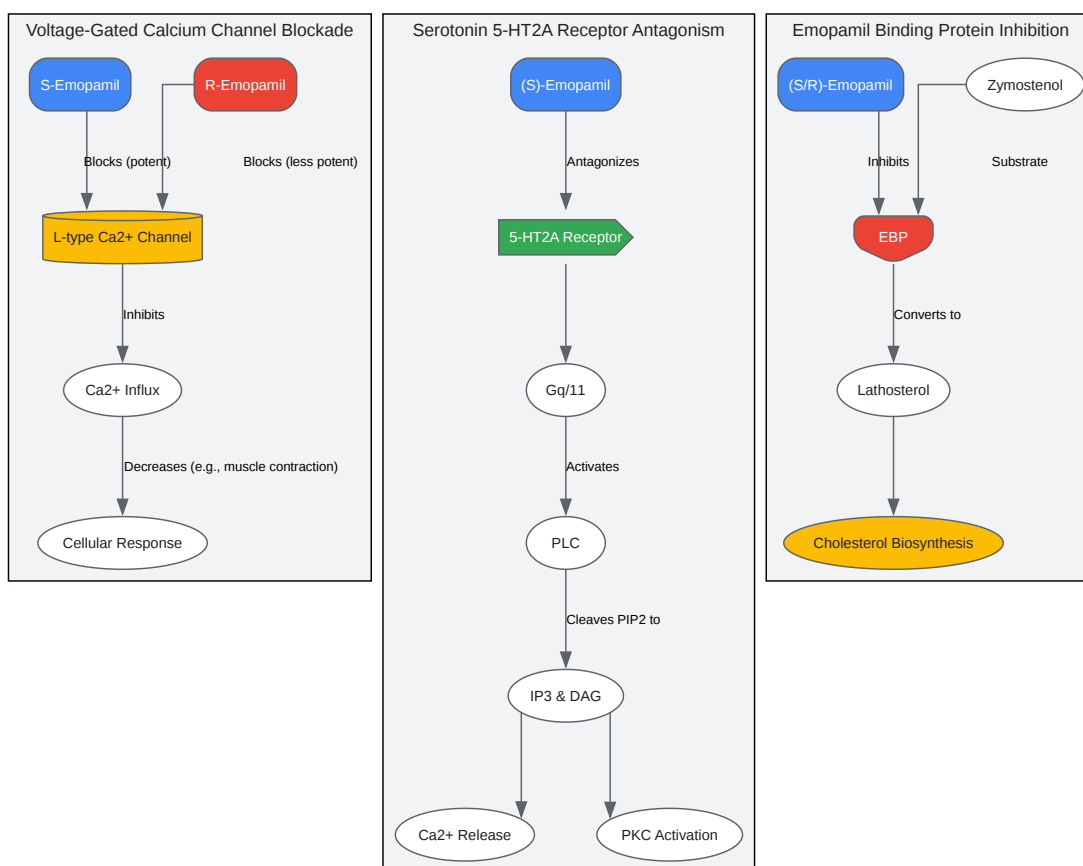 Voltage-Gated Calcium Channel Blockade
S-Emopamil
R-Emopamil
Blocks (potent)
Blocks (less potent)
L-type Ca2+ Channel
Inhibits
Ca2+ Influx
Decreases (e.g., muscle contraction)
Cellular Response
Serotonin 5-HT2A Receptor Antagonism
(S)-Emopamil
Antagonizes
5-HT2A Receptor
Gq/11
Activates
PLC
Cleaves PIP2 to
IP3 & DAG
Ca2+ Release
PKC Activation
Emopamil Binding Protein Inhibition
(S/R)-Emopamil
Zymostenol
Inhibits
Substrate
EBP
Converts to
Lathosterol
Cholesterol Biosynthesis